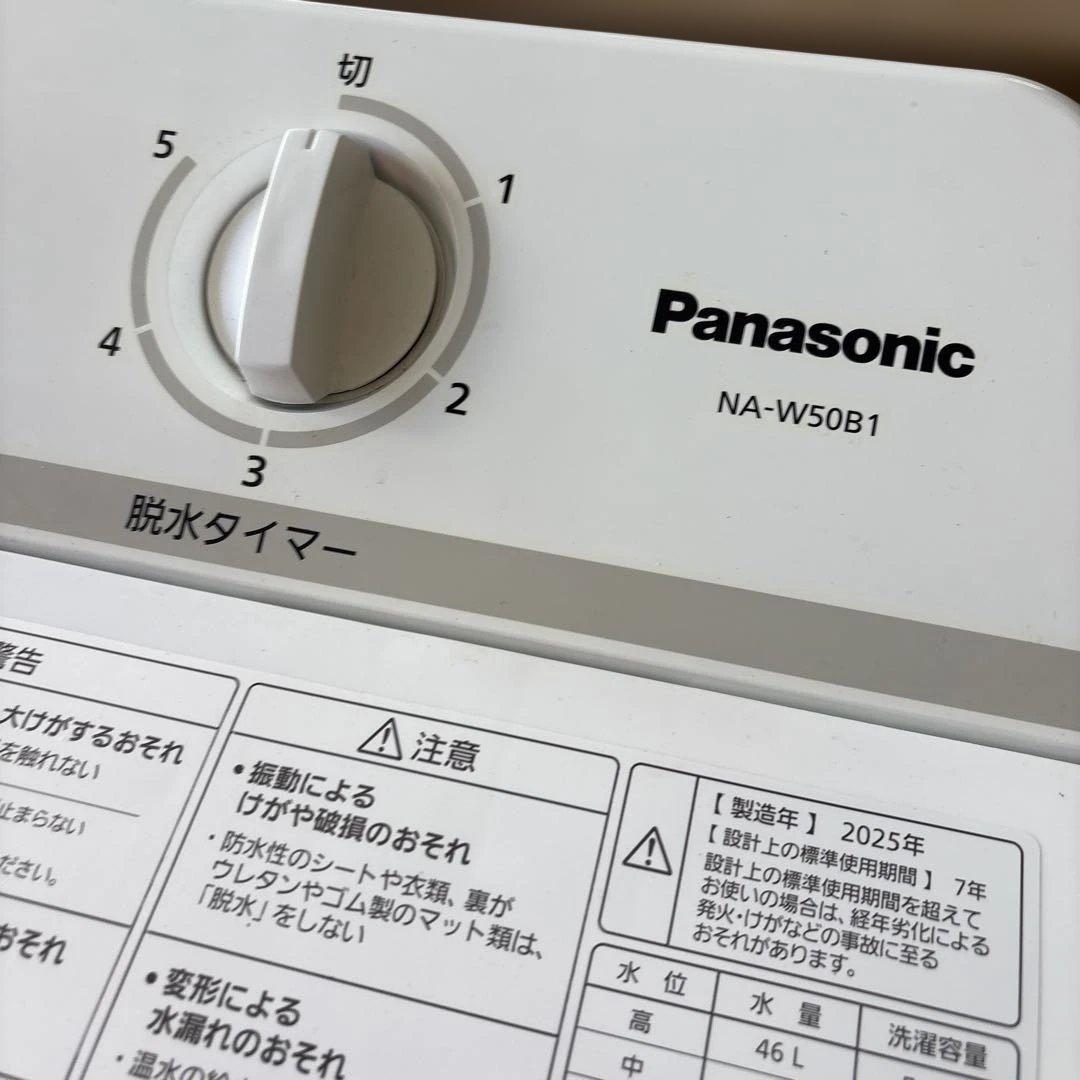 切
5
1
4
2
3
Panasonic
NA-W50B1
脱水タイマー
警告
大けがするおそれ
を触れない
止まらない
ださい。
おそれ
注意
・振動による
けがや破損のおそれ
・防水性のシートや衣類、裏が
ウレタンやゴム製のマット類は、
「脱水」をしない
・変形による
水漏れのおそれ
・温水の給
【 製造年 】 2025年
【 設計上の標準使用期間 】 7年
設計上の標準使用期間を超えて
お使いの場合は、経年劣化による
発火・けがなどの事故に至る
おそれがあります。
水 位 水 量 洗濯容量
高 46 L
中